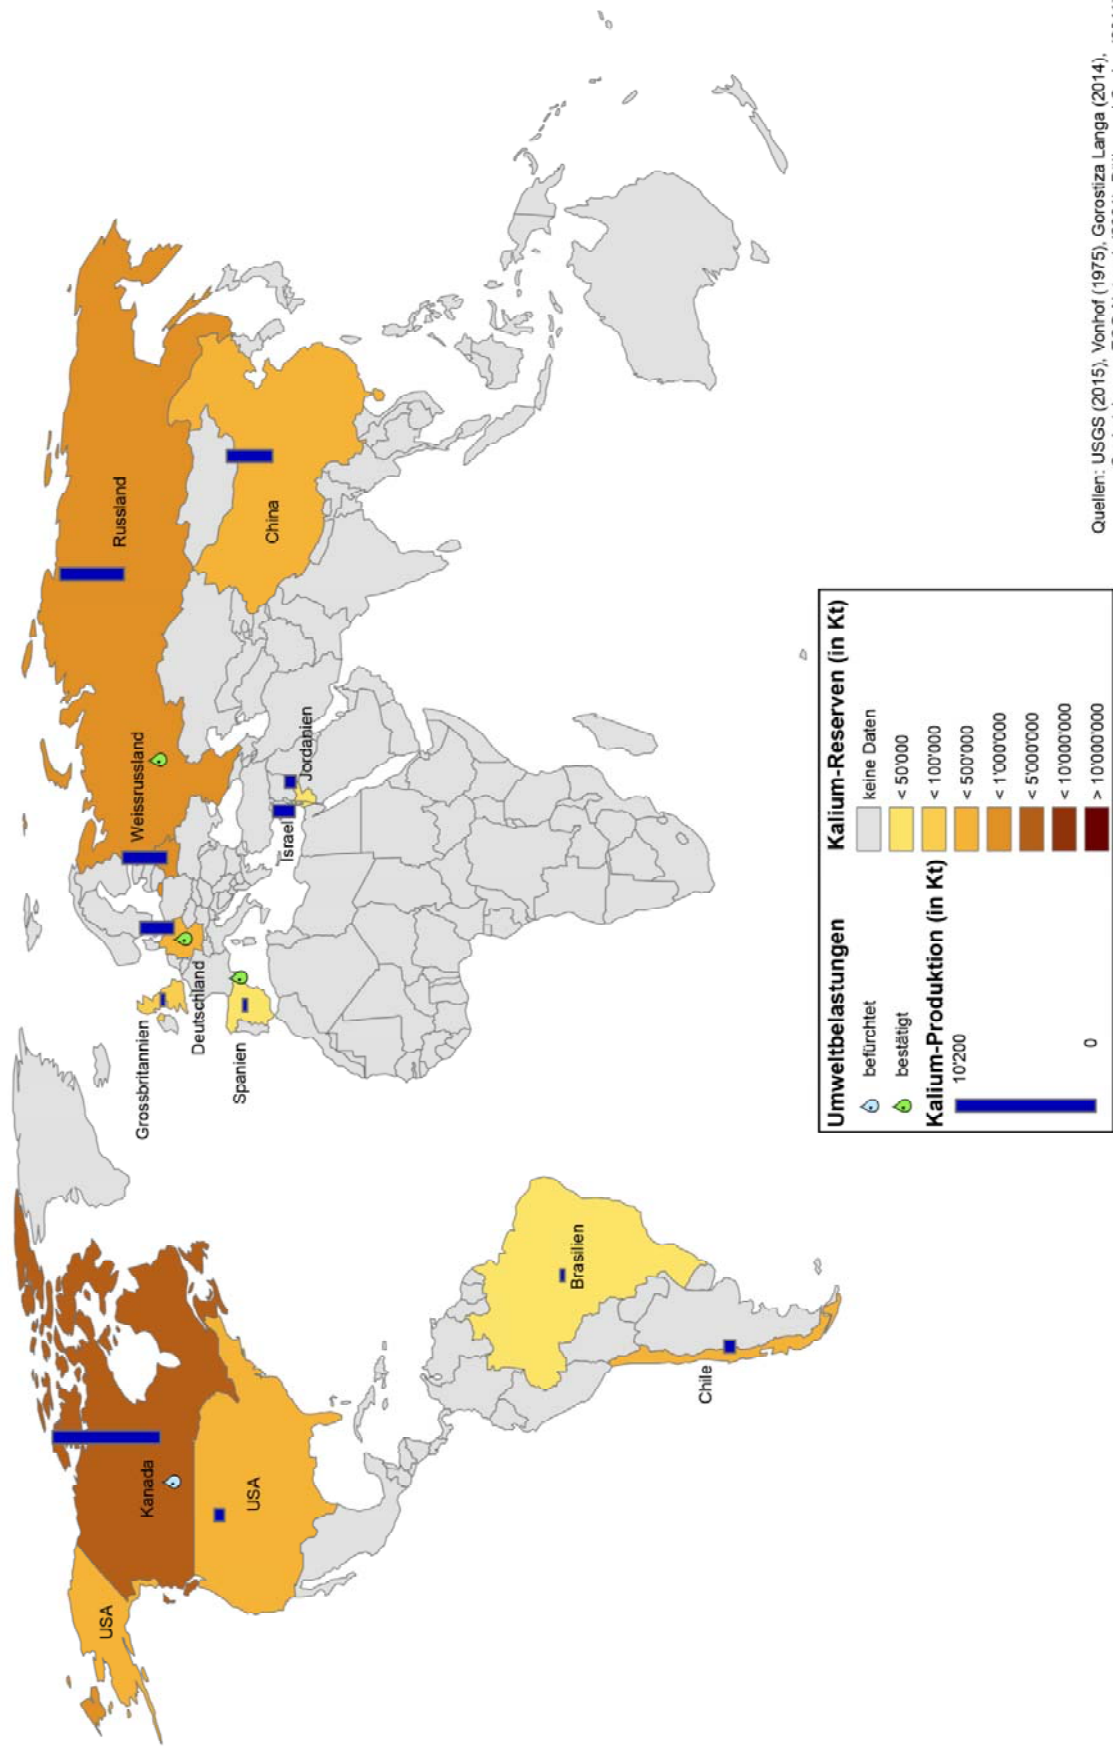 Kanada
USA
USA
Grossbritannien
Deutschland
Spanien
Weissrussland
Russland
China
Israel
Jordanien
Brasilien
Chile
Umweltbelastungen
befürchtet
bestätigt
Kalium-Produktion (in Kt)
10'200
0
Kalium-Reserven (in Kt)
keine Daten
< 50'000
< 100'000
< 500'000
< 1'000'000
< 5'000'000
< 10'000'000
> 10'000'000
Quellen: USGS (2015), Vonhof (1975), Gorostiza Langa (2014),